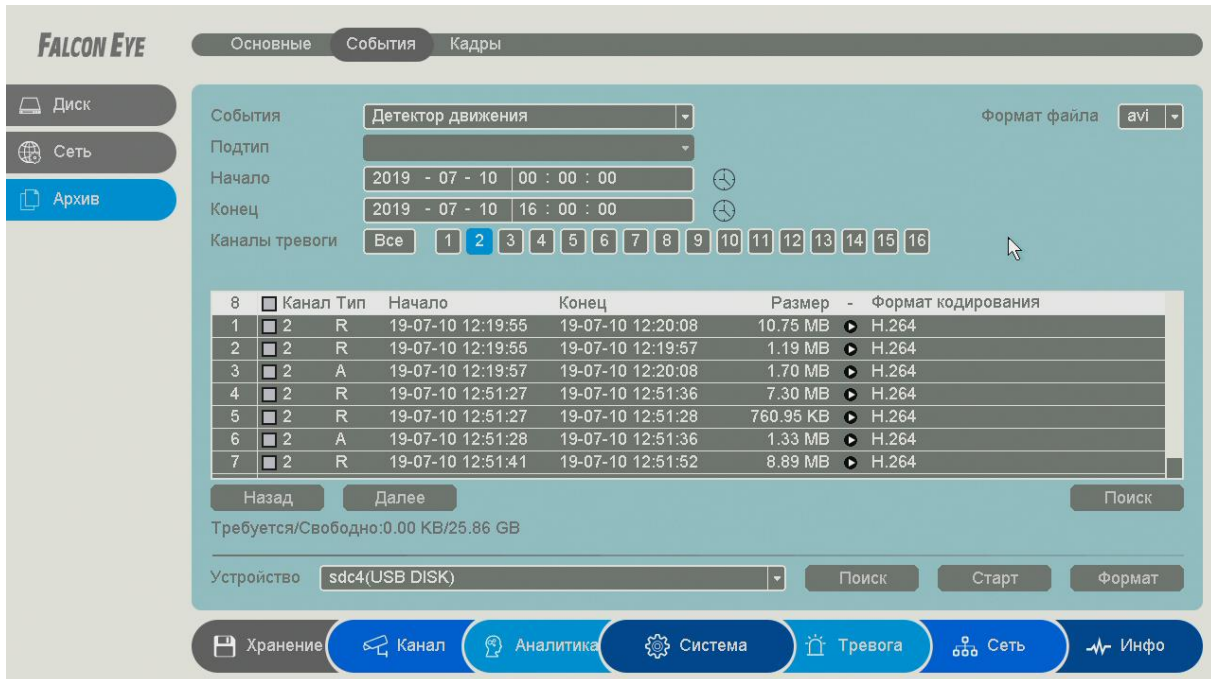 FALCON EYE
Основные События Кадры
Диск
Сеть
Архив
События Детектор движения Формат файла avi
Подтип
Начало 2019 - 07 - 10 00 : 00 : 00
Конец 2019 - 07 - 10 16 : 00 : 00
Каналы тревоги Все 1 2 3 4 5 6 7 8 9 10 11 12 13 14 15 16
8 Канал Тип Начало Конец Размер - Формат кодирования
1 2 R 19-07-10 12:19:55 19-07-10 12:20:08 10.75 MB H.264
2 2 R 19-07-10 12:19:55 19-07-10 12:19:57 1.19 MB H.264
3 2 A 19-07-10 12:19:57 19-07-10 12:20:08 1.70 MB H.264
4 2 R 19-07-10 12:51:27 19-07-10 12:51:36 7.30 MB H.264
5 2 R 19-07-10 12:51:27 19-07-10 12:51:28 760.95 KB H.264
6 2 A 19-07-10 12:51:28 19-07-10 12:51:36 1.33 MB H.264
7 2 R 19-07-10 12:51:41 19-07-10 12:51:52 8.89 MB H.264
Назад Далее Поиск
Требуется/Свободно:0.00 KB/25.86 GB
Устройство sdc4(USB DISK) Поиск Старт Формат
Хранение Канал Аналитика Система Тревога Сеть Инфо